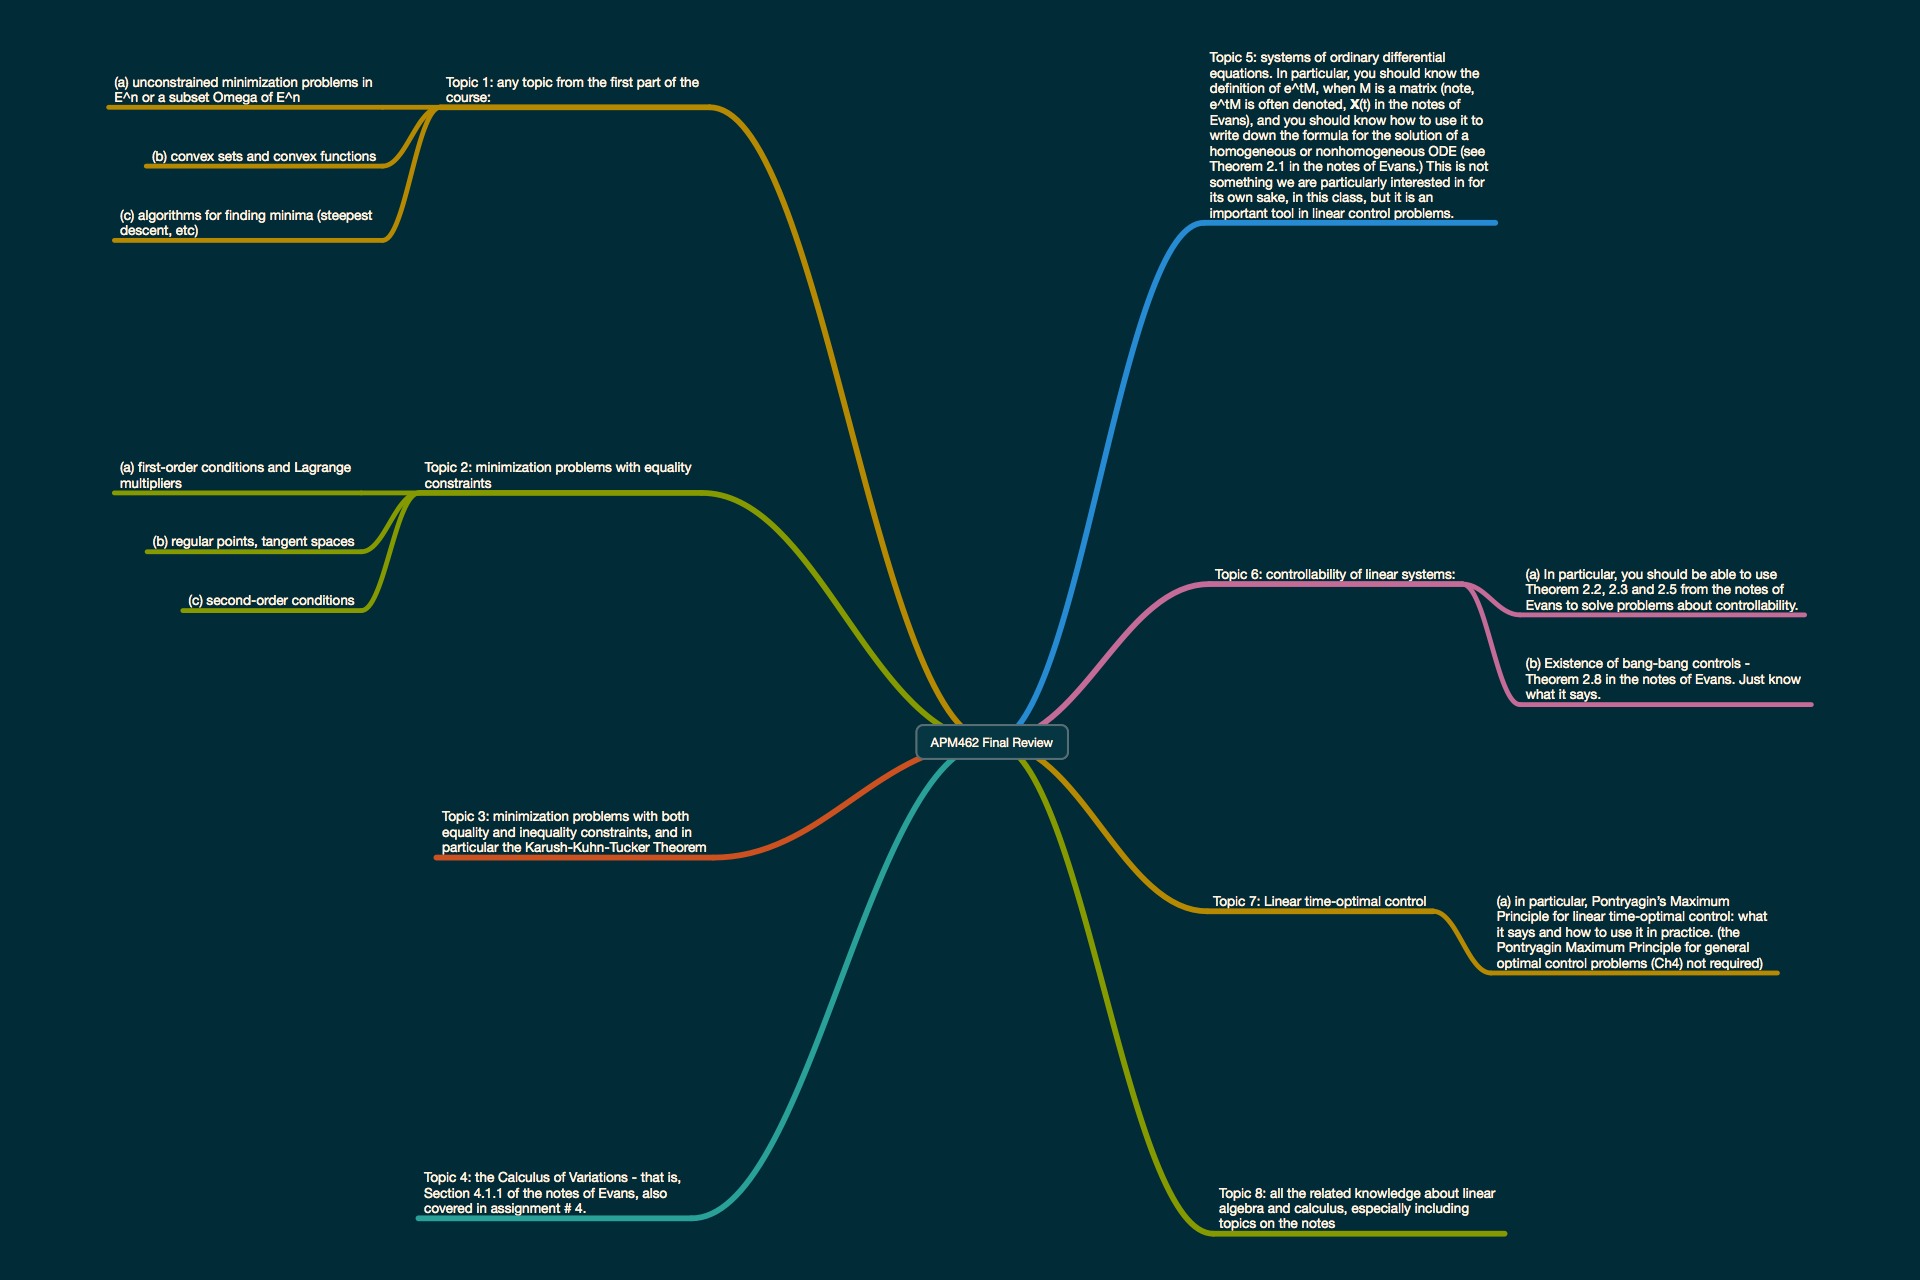 Topic 1: any topic from the first part of the
course:
(a) unconstrained minimization problems in
E^n or a subset Omega of E^n
(b) convex sets and convex functions
(c) algorithms for finding minima (steepest
descent, etc)
Topic 2: minimization problems with equality
constraints
(a) first-order conditions and Lagrange
multipliers
(b) regular points, tangent spaces
(c) second-order conditions
Topic 3: minimization problems with both
equality and inequality constraints, and in
particular the Karush-Kuhn-Tucker Theorem
Topic 4: the Calculus of Variations - that is,
Section 4.1.1 of the notes of Evans, also
covered in assignment # 4.
APM462 Final Review
Topic 5: systems of ordinary differential
equations. In particular, you should know the
definition of e^tM, when M is a matrix (note,
e^tM is often denoted, X(t) in the notes of
Evans), and you should know how to use it to
write down the formula for the solution of a
homogeneous or nonhomogeneous ODE (see
Theorem 2.1 in the notes of Evans.) This is not
something we are particularly interested in for
its own sake, in this class, but it is an
important tool in linear control problems.
Topic 6: controllability of linear systems:
(a) In particular, you should be able to use
Theorem 2.2, 2.3 and 2.5 from the notes of
Evans to solve problems about controllability.
(b) Existence of bang-bang controls -
Theorem 2.8 in the notes of Evans. Just know
what it says.
Topic 7: Linear time-optimal control
(a) in particular, Pontryagin’s Maximum
Principle for linear time-optimal control: what
it says and how to use it in practice. (the
Pontryagin Maximum Principle for general
optimal control problems (Ch4) not required)
Topic 8: all the related knowledge about linear
algebra and calculus, especially including
topics on the notes